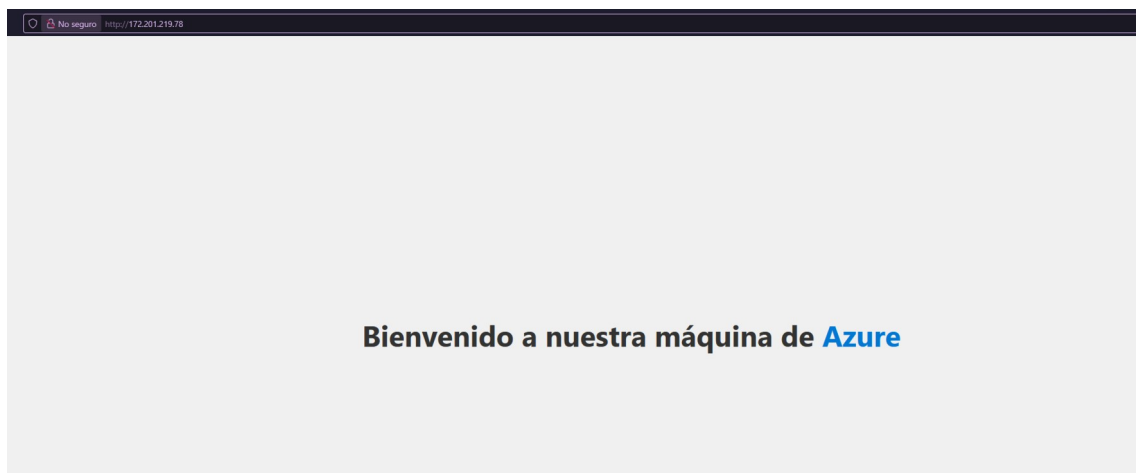 No seguro http://172.201.219.78
Bienvenido a nuestra máquina de Azure